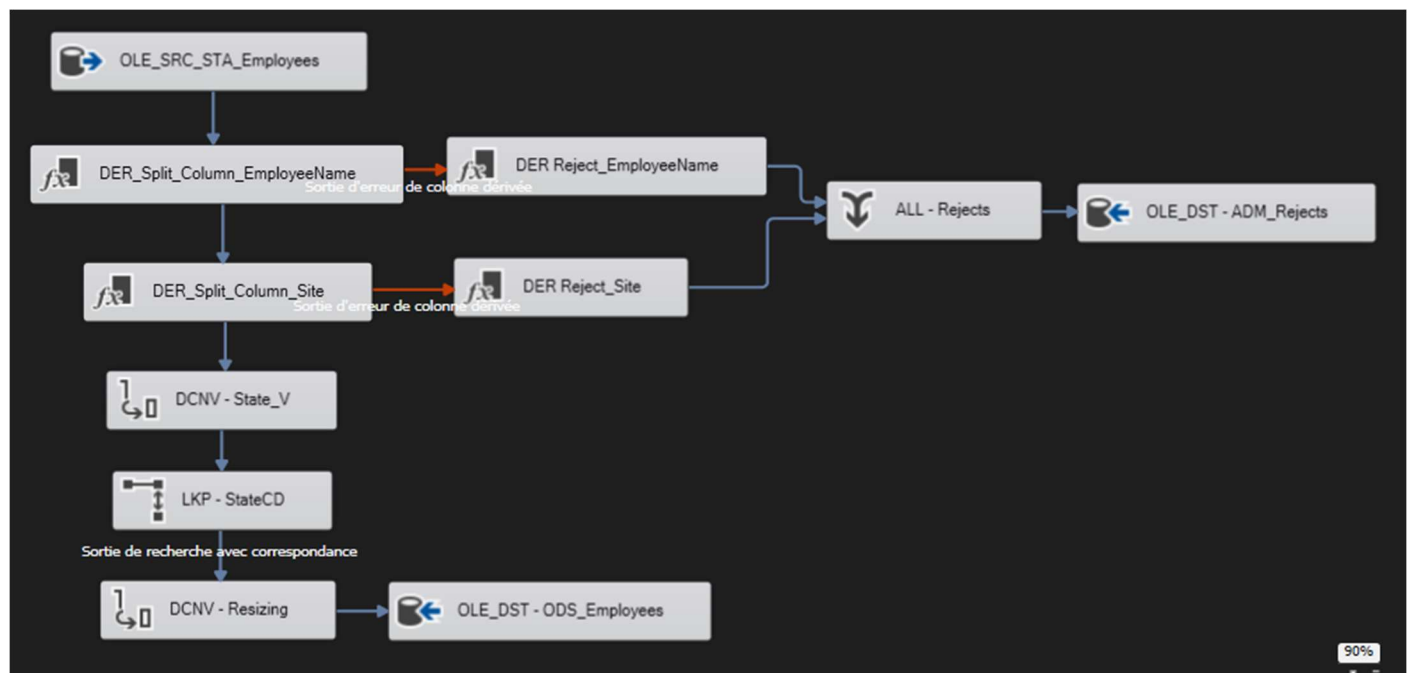 OLE_SRC_STA_Employees
DER_Split_Column_EmployeeName
Sortie d'erreur de colonne dérivée
DER Reject_EmployeeName
ALL - Rejects
OLE_DST - ADM_Rejects
DER_Split_Column_Site
Sortie d'erreur de colonne dérivée
DER Reject_Site
DCNV - State_V
LKP - StateCD
Sortie de recherche avec correspondance
DCNV - Resizing
OLE_DST - ODS_Employees
90%